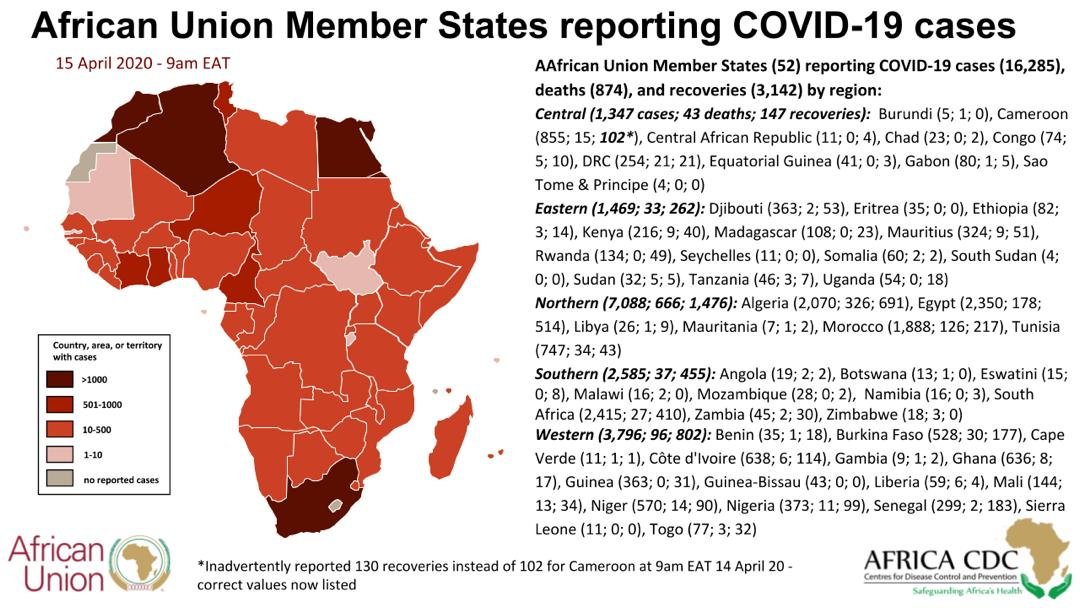 African Union Member States reporting COVID-19 cases
15 April 2020 - 9am EAT
AAfrican Union Member States (52) reporting COVID-19 cases (16,285),
deaths (874), and recoveries (3,142) by region:
Central (1,347 cases; 43 deaths; 147 recoveries): Burundi (5; 1; 0), Cameroon
(855; 15; 102*), Central African Republic (11; 0; 4), Chad (23; 0; 2), Congo (74;
5; 10), DRC (254; 21; 21), Equatorial Guinea (41; 0; 3), Gabon (80; 1; 5), Sao
Tome & Principe (4; 0; 0)
Eastern (1,469; 33; 262): Djibouti (363; 2; 53), Eritrea (35; 0; 0), Ethiopia (82;
3; 14), Kenya (216; 9; 40), Madagascar (108; 0; 23), Mauritius (324; 9; 51),
Rwanda (134; 0; 49), Seychelles (11; 0; 0), Somalia (60; 2; 2), South Sudan (4;
0; 0), Sudan (32; 5; 5), Tanzania (46; 3; 7), Uganda (54; 0; 18)
Northern (7,088; 666; 1,476): Algeria (2,070; 326; 691), Egypt (2,350; 178;
514), Libya (26; 1; 9), Mauritania (7; 1; 2), Morocco (1,888; 126; 217), Tunisia
(747; 34; 43)
Southern (2,585; 37; 455): Angola (19; 2; 2), Botswana (13; 1; 0), Eswatini (15;
0; 8), Malawi (16; 2; 0), Mozambique (28; 0; 2), Namibia (16; 0; 3), South
Africa (2,415; 27; 410), Zambia (45; 2; 30), Zimbabwe (18; 3; 0)
Western (3,796; 96; 802): Benin (35; 1; 18), Burkina Faso (528; 30; 177), Cape
Verde (11; 1; 1), Côte d'Ivoire (638; 6; 114), Gambia (9; 1; 2), Ghana (636; 8;
17), Guinea (363; 0; 31), Guinea-Bissau (43; 0; 0), Liberia (59; 6; 4), Mali (144;
13; 34), Niger (570; 14; 90), Nigeria (373; 11; 99), Senegal (299; 2; 183), Sierra
Leone (11; 0; 0), Togo (77; 3; 32)
Country, area, or territory
with cases
>1000
501-1000
10-500
1-10
no reported cases
African
Union
*Inadvertently reported 130 recoveries instead of 102 for Cameroon at 9am EAT 14 April 20 -
correct values now listed
AFRICA CDC
Centres for Disease Control and Prevention
Safeguarding Africa's Health